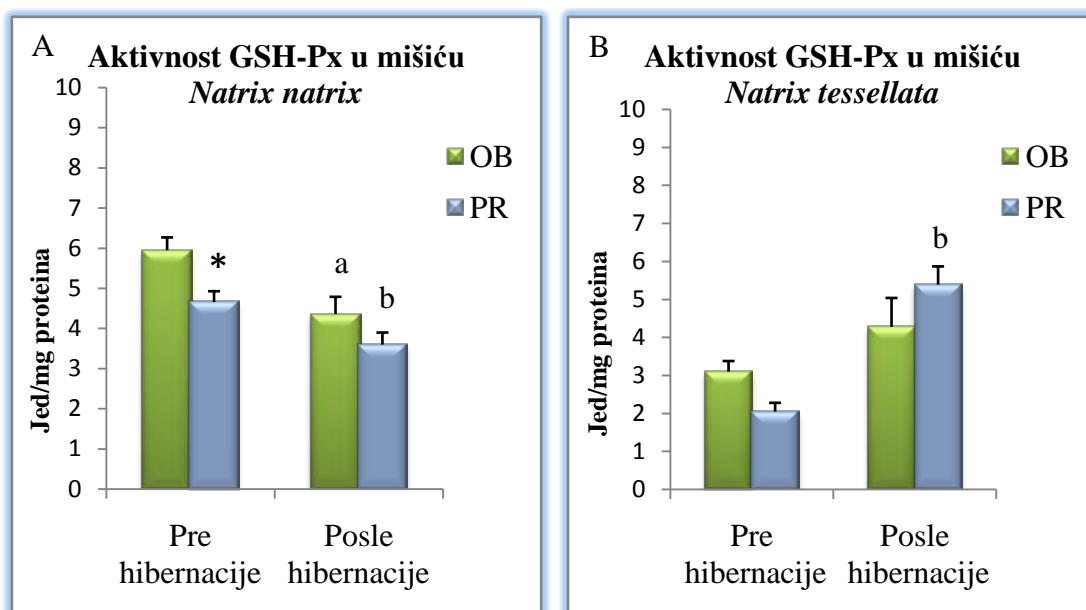 A
Aktivnost GSH-Px u mišiću
Natrix natrix
10
9
8
7
6
5
4
3
2
1
0
Jed/mg proteina
OB
PR
*
a
b
Pre
hibernacije
Posle
hibernacije
B
Aktivnost GSH-Px u mišiću
Natrix tessellata
10
9
8
7
6
5
4
3
2
1
0
Jed/mg proteina
OB
PR
b
Pre
hibernacije
Posle
hibernacije